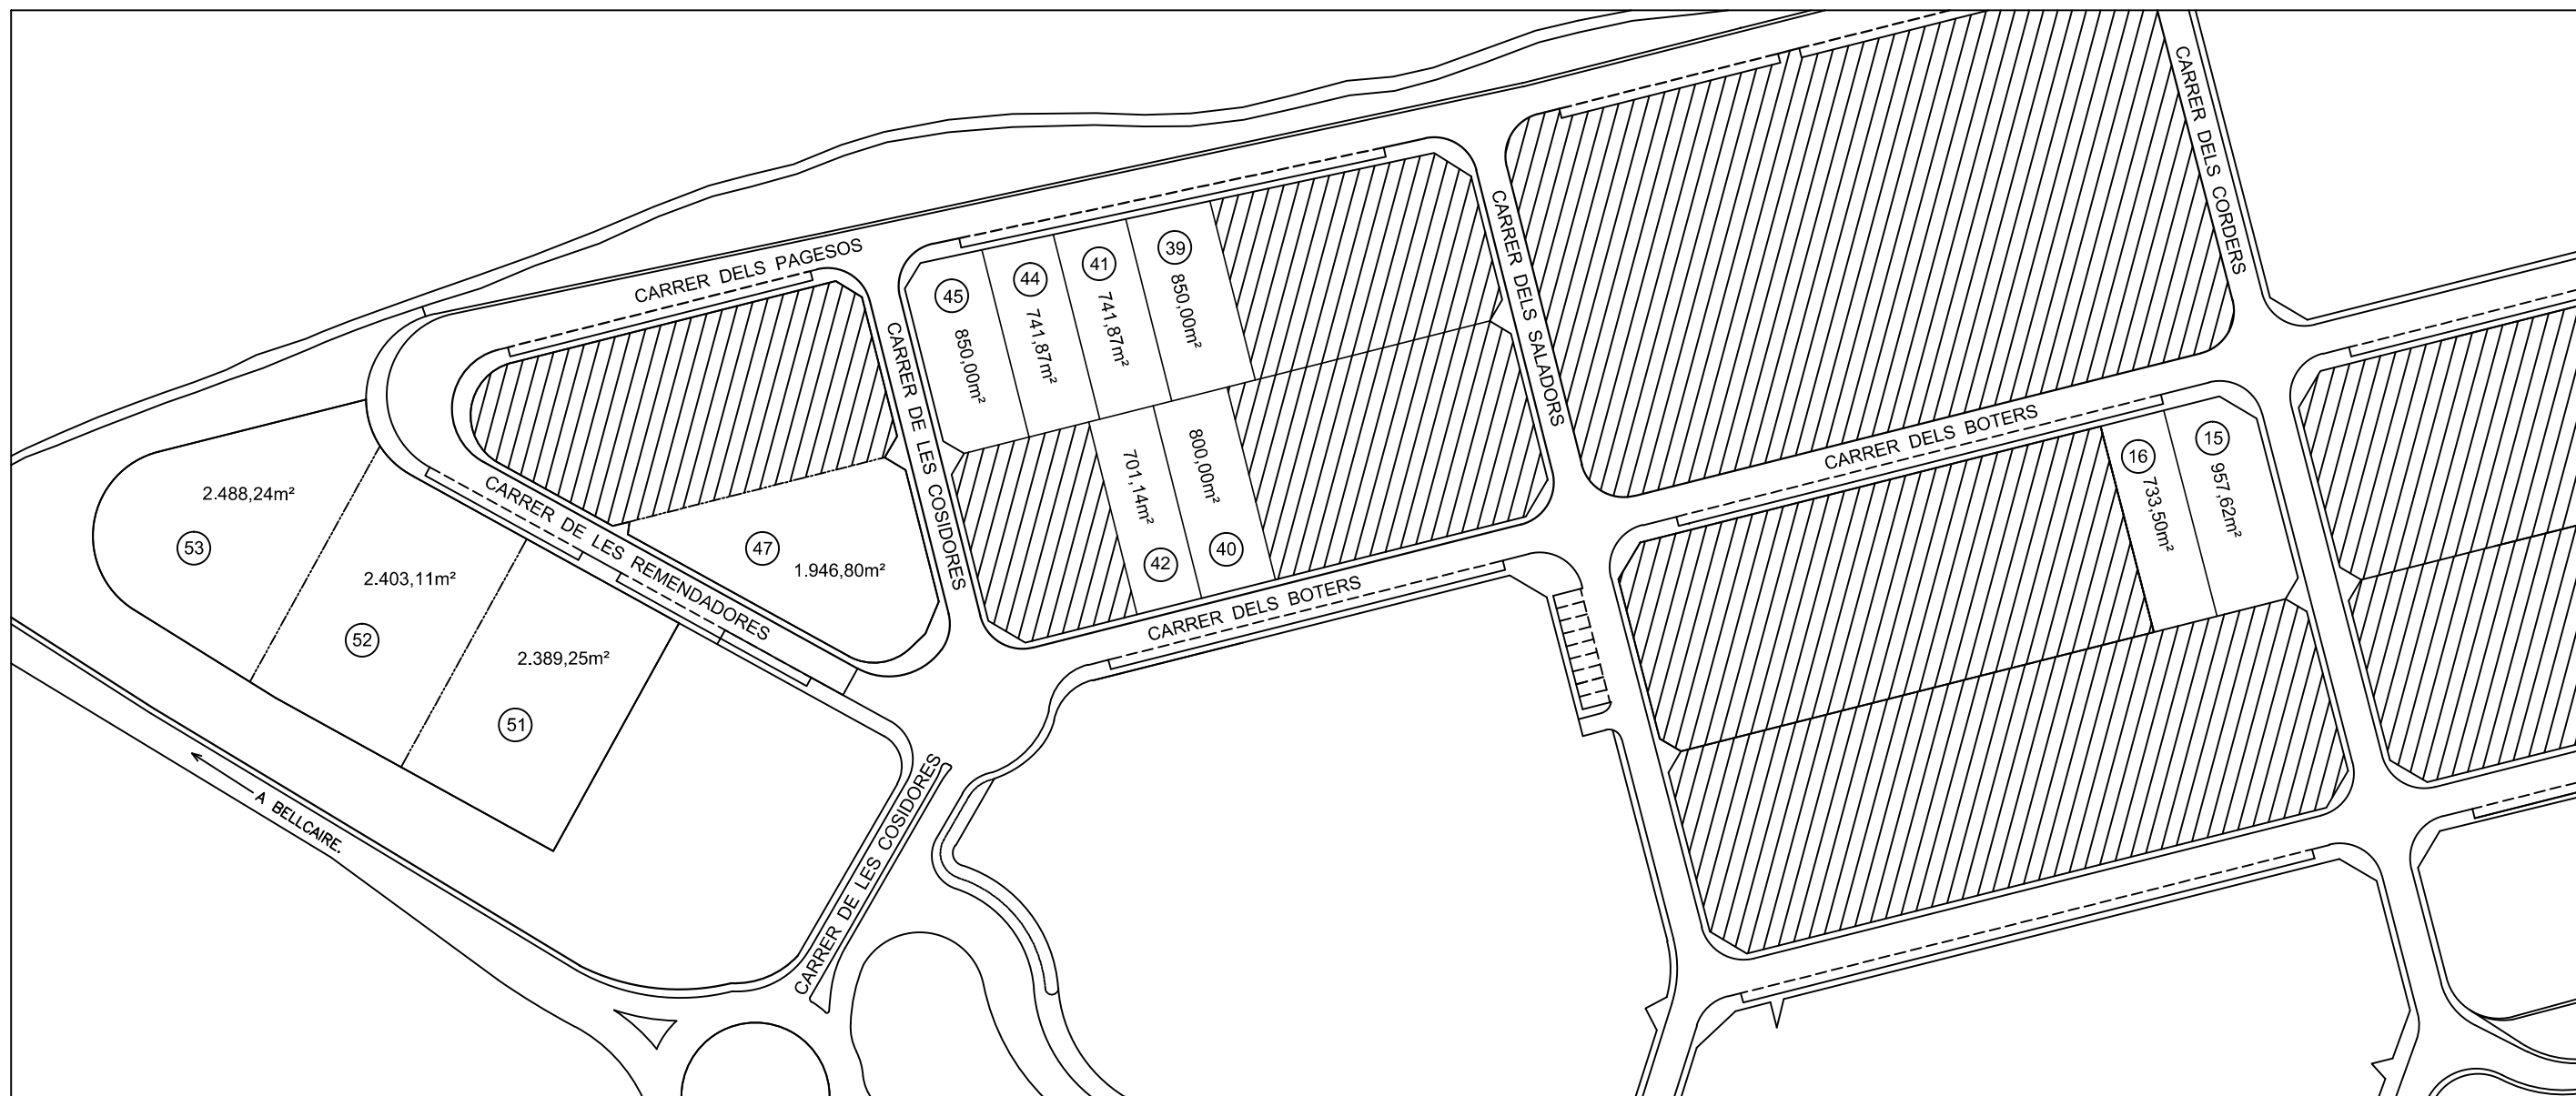 CARRER DELS PAGESOS
CARRER DELS CORDERS
CARRER DELS SALADORS
45
850,00m²
44
741,87m²
41
741,87m²
39
850,00m²
CARRER DE LES COSIDORES
701,14m²
42
800,00m²
40
CARRER DELS BOTERS
CARRER DELS BOTERS
16
733,50m²
15
957,62m²
2.488,24m²
53
CARRER DE LES REMENDADORES
47
1.946,80m²
2.403,11m²
52
2.389,25m²
51
A BELLCAIRE.
CARRER DE LES COSIDORES